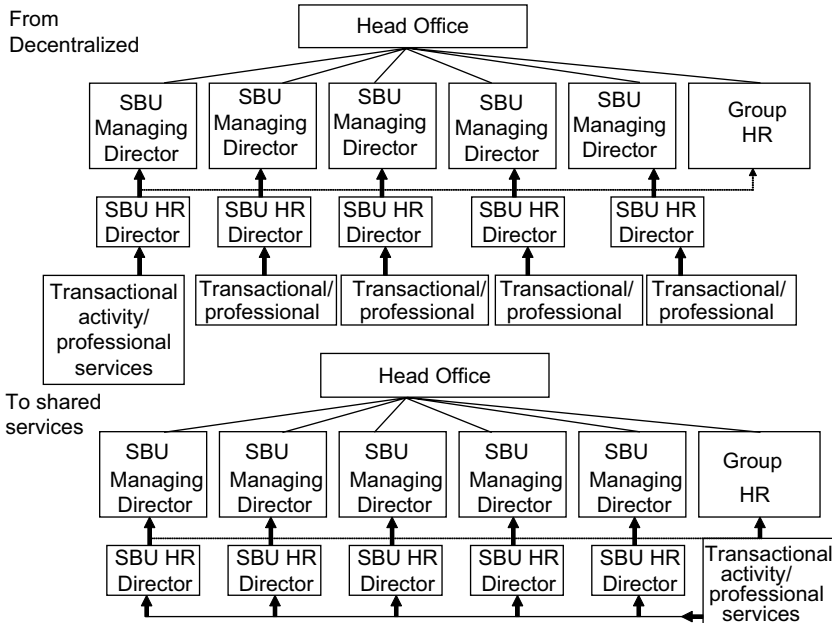 From
Decentralized
Head Office
SBU
Managing
Director
SBU
Managing
Director
SBU
Managing
Director
SBU
Managing
Director
SBU
Managing
Director
Group
HR
SBU HR
Director
SBU HR
Director
SBU HR
Director
SBU HR
Director
SBU HR
Director
Transactional
activity/
professional
services
Transactional/
professional
Transactional/
professional
Transactional/
professional
Transactional/
professional
To shared
services
Head Office
SBU
Managing
Director
SBU
Managing
Director
SBU
Managing
Director
SBU
Managing
Director
SBU
Managing
Director
Group
HR
SBU HR
Director
SBU HR
Director
SBU HR
Director
SBU HR
Director
SBU HR
Director
Transactional
activity/
professional
services